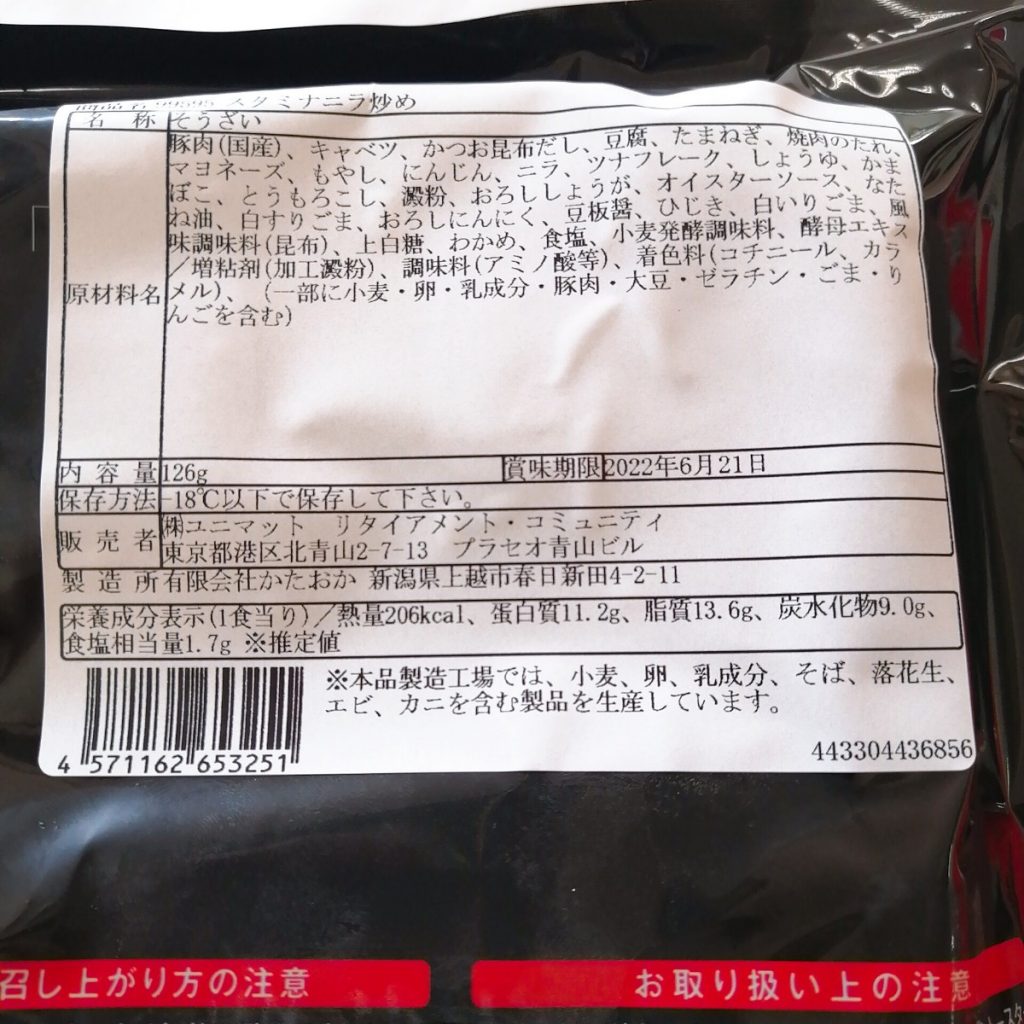 スタミナニラ炒め
名 称 そうざい
原材料名 豚肉(国産)、キャベツ、かつお昆布だし、豆腐、たまねぎ、焼肉のたれ、
マヨネーズ、もやし、にんじん、ニラ、ツナフレーク、しょうゆ、かま
ぼこ、とうもろこし、澱粉、おろししょうが、オイスターソース、なた
ね油、白すりごま、おろしにんにく、豆板醤、ひじき、白いりごま、風
味調味料(昆布)、上白糖、わかめ、食塩、小麦発酵調味料、酵母エキス
／増粘剤(加工澱粉)、調味料(アミノ酸等)、着色料(コチニール、カラ
メル)、(一部に小麦・卵・乳成分・豚肉・大豆・ゼラチン・ごま・り
んごを含む)
内 容 量 126g 賞味期限 2022年6月21日
保存方法 -18℃以下で保存して下さい。
販 売 者 ㈱ユニマット リタイアメント・コミュニティ
東京都港区北青山2-7-13 プラセオ青山ビル
製 造 所 有限会社かたおか 新潟県上越市春日新田4-2-11
栄養成分表示(1食当り)／熱量206kcal、蛋白質11.2g、脂質13.6g、炭水化物9.0g、
食塩相当量1.7g ※推定値
※本品製造工場では、小麦、卵、乳成分、そば、落花生、
エビ、カニを含む製品を生産しています。
4 571162 653251
443304436856
召し上がり方の注意
お取り扱い上の注意